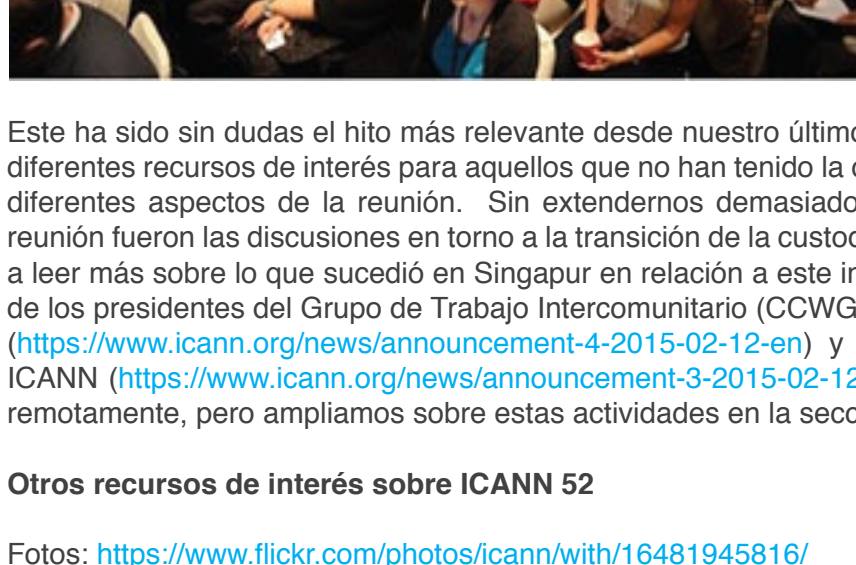 Este ha sido sin dudas el hito más relevante desde nuestro último
diferentes recursos de interés para aquellos que no han tenido la
diferentes aspectos de la reunión. Sin extendernos demasiado
reunión fueron las discusiones en torno a la transición de la
a leer más sobre lo que sucedió en Singapur en relación a este
de los presidentes del Grupo de Trabajo Intercomunitario (CCWG
(https://www.icann.org/news/announcement-4-2015-02-12-en) y
ICANN (https://www.icann.org/news/announcement-3-2015-02-12
remotamente, pero ampliamos sobre estas actividades en la
Otros recursos de interés sobre ICANN 52
Fotos: https://www.flickr.com/photos/icann/with/16481945816/